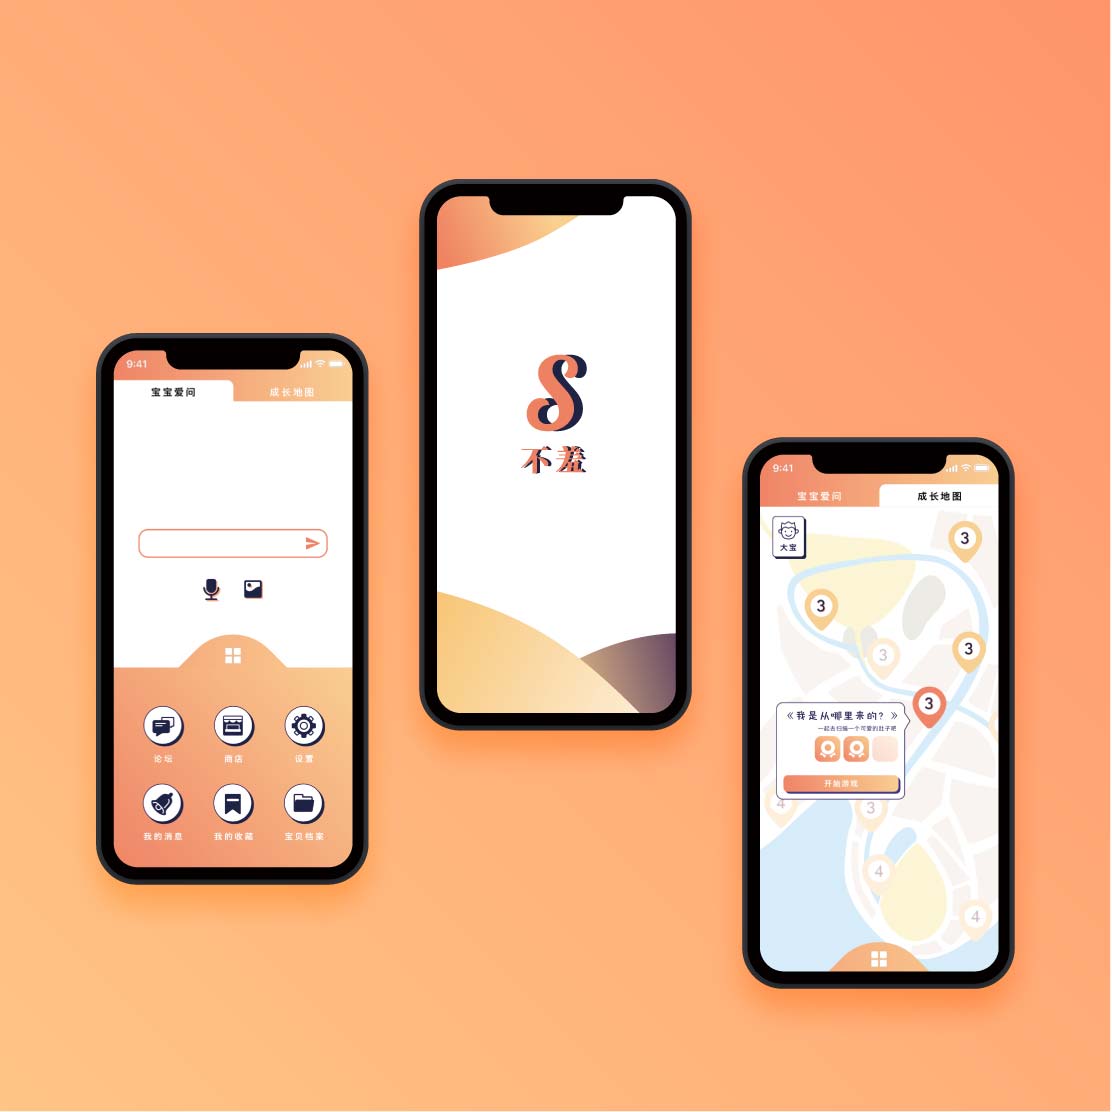 9:41
宝宝爱问
成长地图
论坛
商店
设置
我的消息
我的收藏
宝贝档案
S
不羞
9:41
宝宝爱问
成长地图
大宝
3
3
3
3
3
《我是从哪里来的？》
一起去扫描一个可爱的肚子吧
开始游戏
4
3
4
4